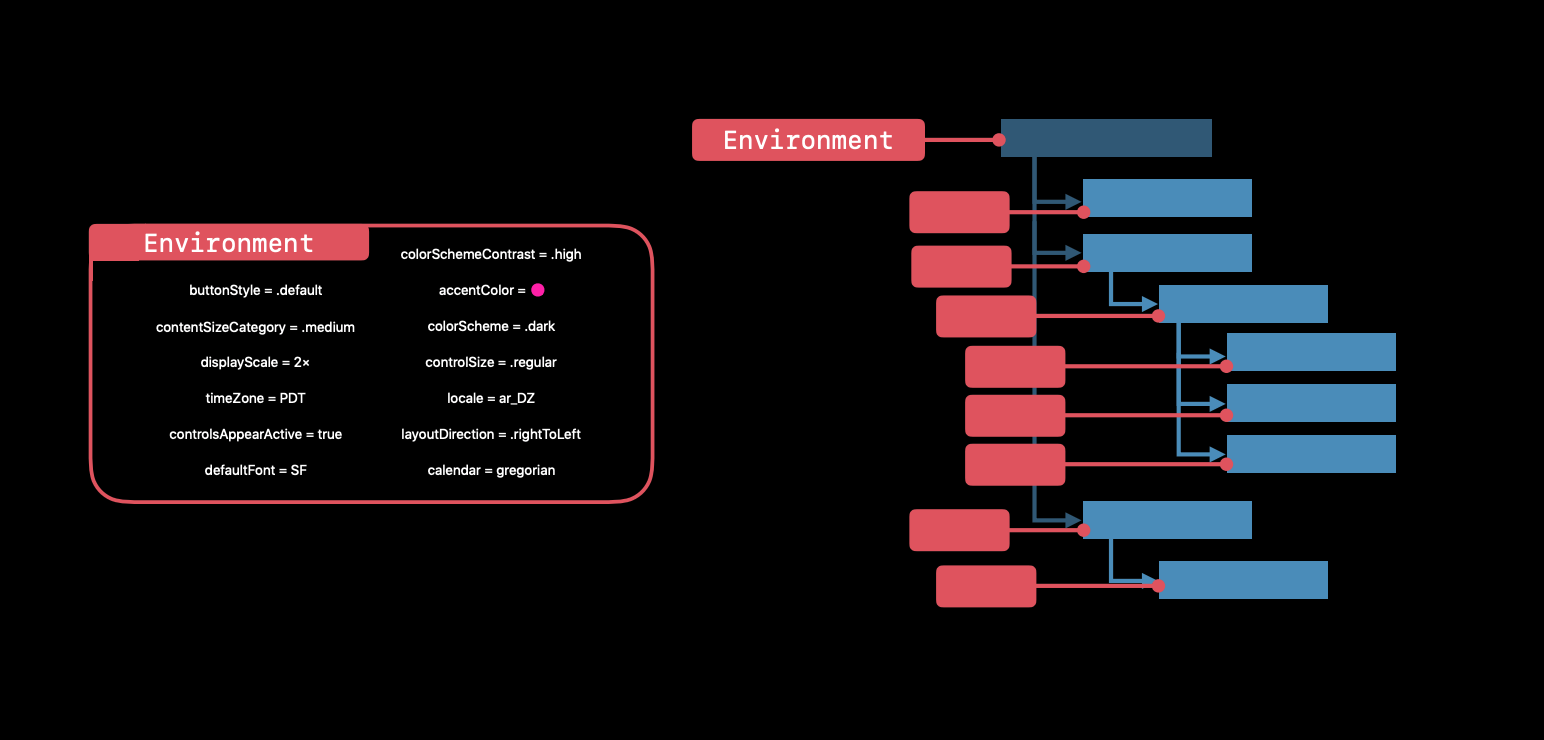 Environment
Environment
colorSchemeContrast = .high
buttonStyle = .default
accentColor =
contentSizeCategory = .medium
colorScheme = .dark
displayScale = 2×
controlSize = .regular
timeZone = PDT
locale = ar_DZ
controlsAppearActive = true
layoutDirection = .rightToLeft
defaultFont = SF
calendar = gregorian